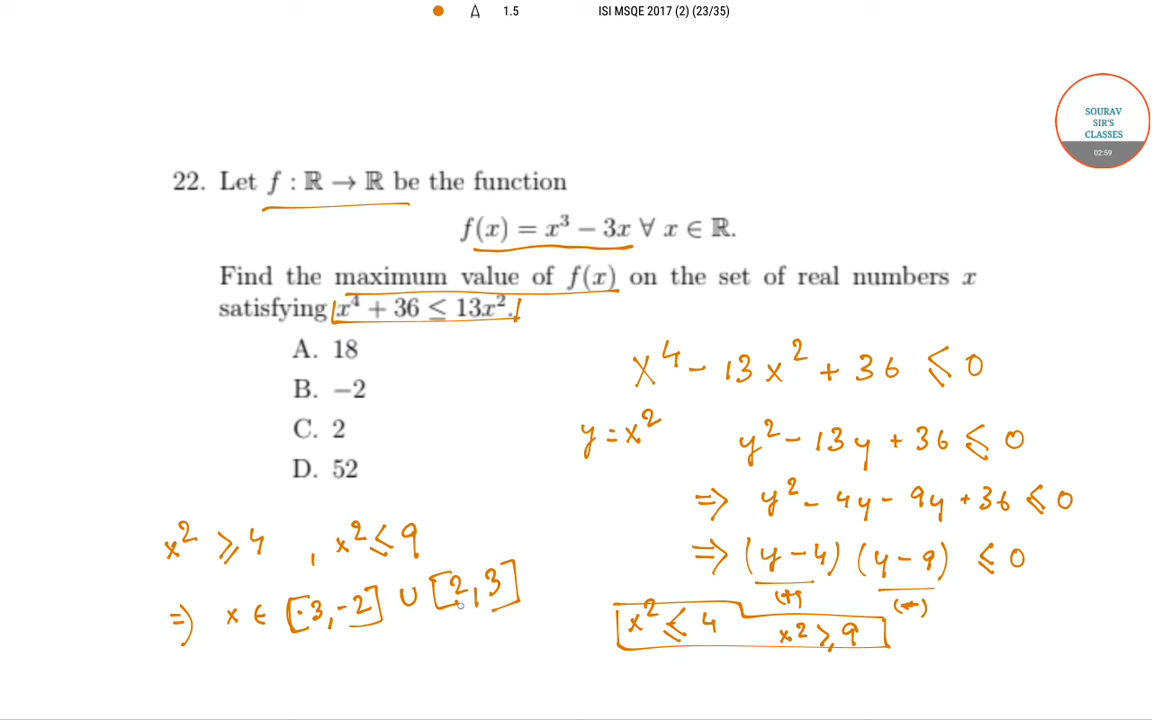 1.5 ISI MSQE 2017 (2) (23/35)
SOURAV
SIR'S
CLASSES
02:59
22. Let f : ℝ → ℝ be the function
f(x) = x³ − 3x ∀ x ∈ ℝ.
Find the maximum value of f(x) on the set of real numbers x
satisfying x⁴ + 36 ≤ 13x².
A. 18
B. −2
C. 2
D. 52
x⁴ - 13x² + 36 ≤ 0
y = x² y² - 13y + 36 ≤ 0
⇒ y² - 4y - 9y + 36 ≤ 0
⇒ (y - 4) (y - 9) ≤ 0
(+) (-)
x² ≤ 4 x² ≥ 9
x² ≥ 4, x² ≤ 9
⇒ x ∈ [-3, -2] ∪ [2, 3]